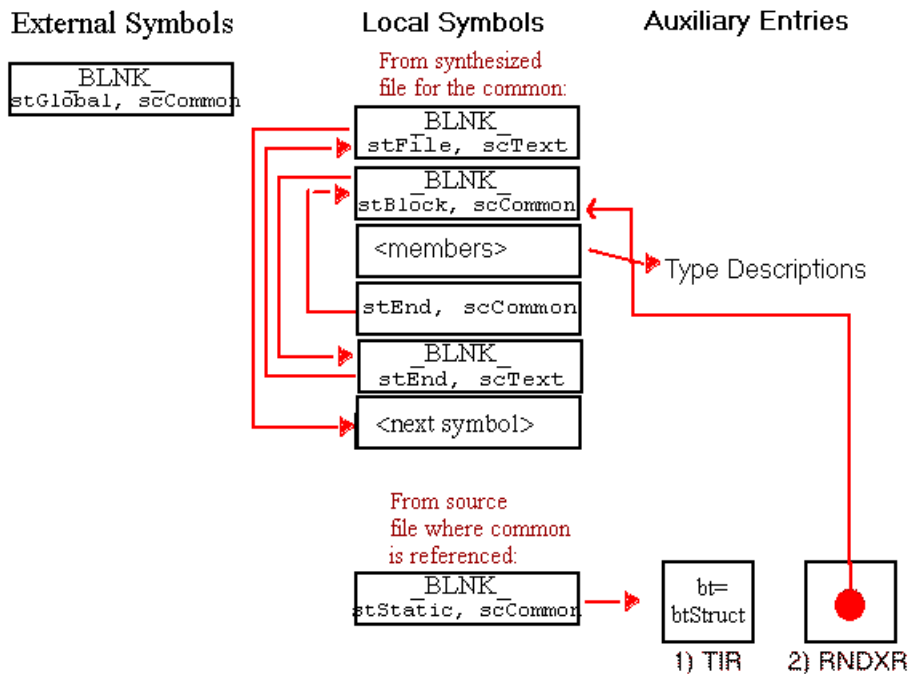 External Symbols
Local Symbols
Auxiliary Entries
From synthesized
file for the common:
_BLNK_
stGlobal, scCommon
_BLNK_
stFile, scText
_BLNK_
stBlock, scCommon
<members>
Type Descriptions
stEnd, scCommon
_BLNK_
stEnd, scText
<next symbol>
From source
file where common
is referenced:
_BLNK_
stStatic, scCommon
bt=
btStruct
1) TIR
2) RNDXR